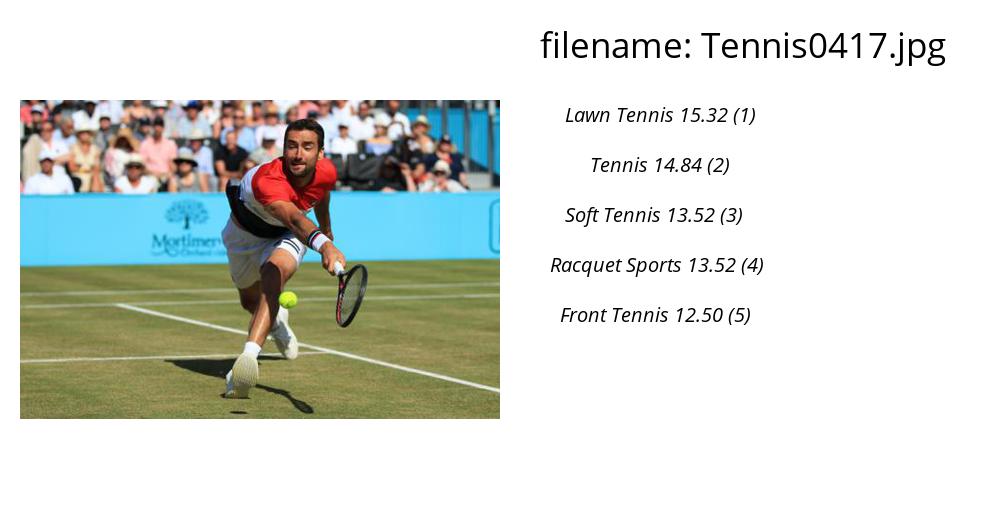 filename: Tennis0417.jpg
Lawn Tennis 15.32 (1)
Tennis 14.84 (2)
Soft Tennis 13.52 (3)
Racquet Sports 13.52 (4)
Front Tennis 12.50 (5)
Mortimer